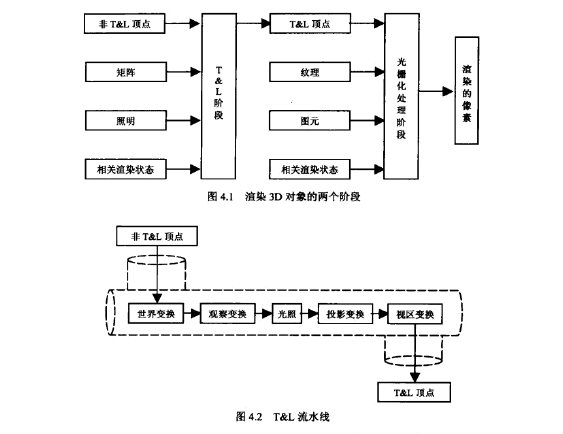 非 T&L 顶点
矩阵
照明
相关渲染状态
T&L阶段
T&L 顶点
纹理
图元
相关渲染状态
光栅化处理阶段
渲染的像素
图 4.1 渲染 3D 对象的两个阶段
非 T&L 顶点
世界变换
观察变换
光照
投影变换
视区变换
T&L 顶点
图 4.2 T&L 流水线